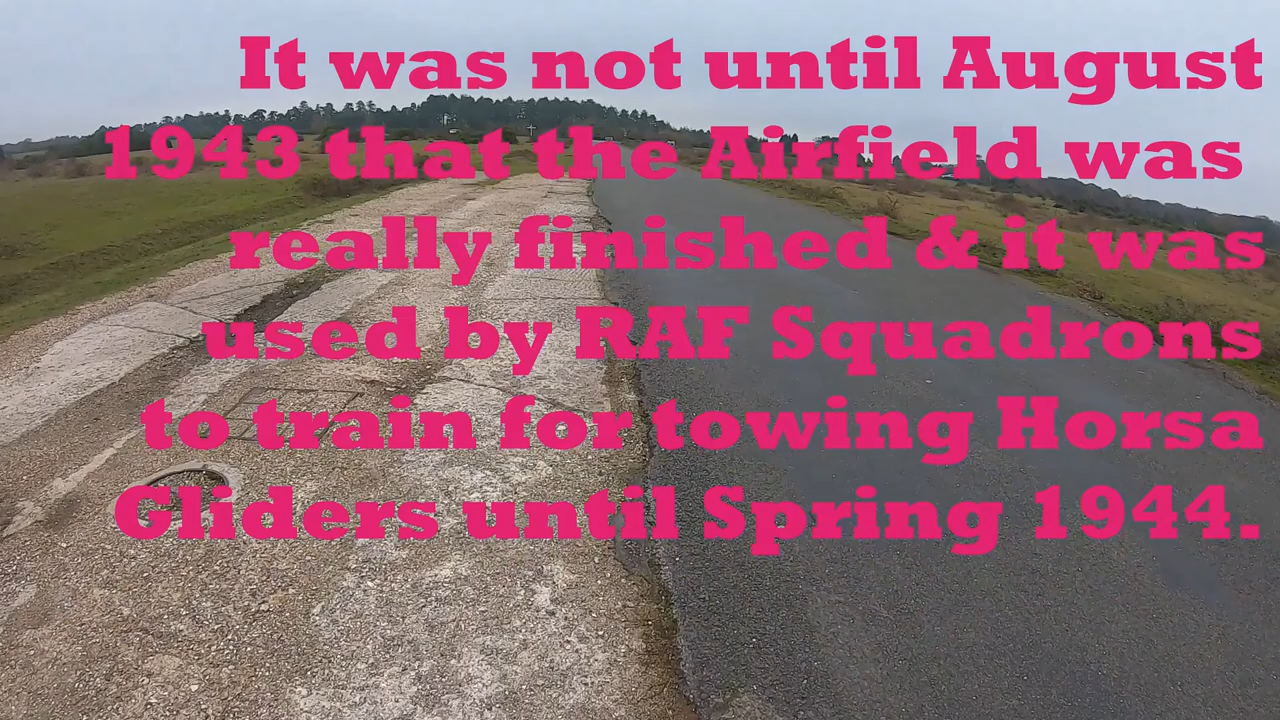 It was not until August
1943 that the Airfield was
really finished & it was
used by RAF Squadrons
to train for towing Horsa
Gliders until Spring 1944.